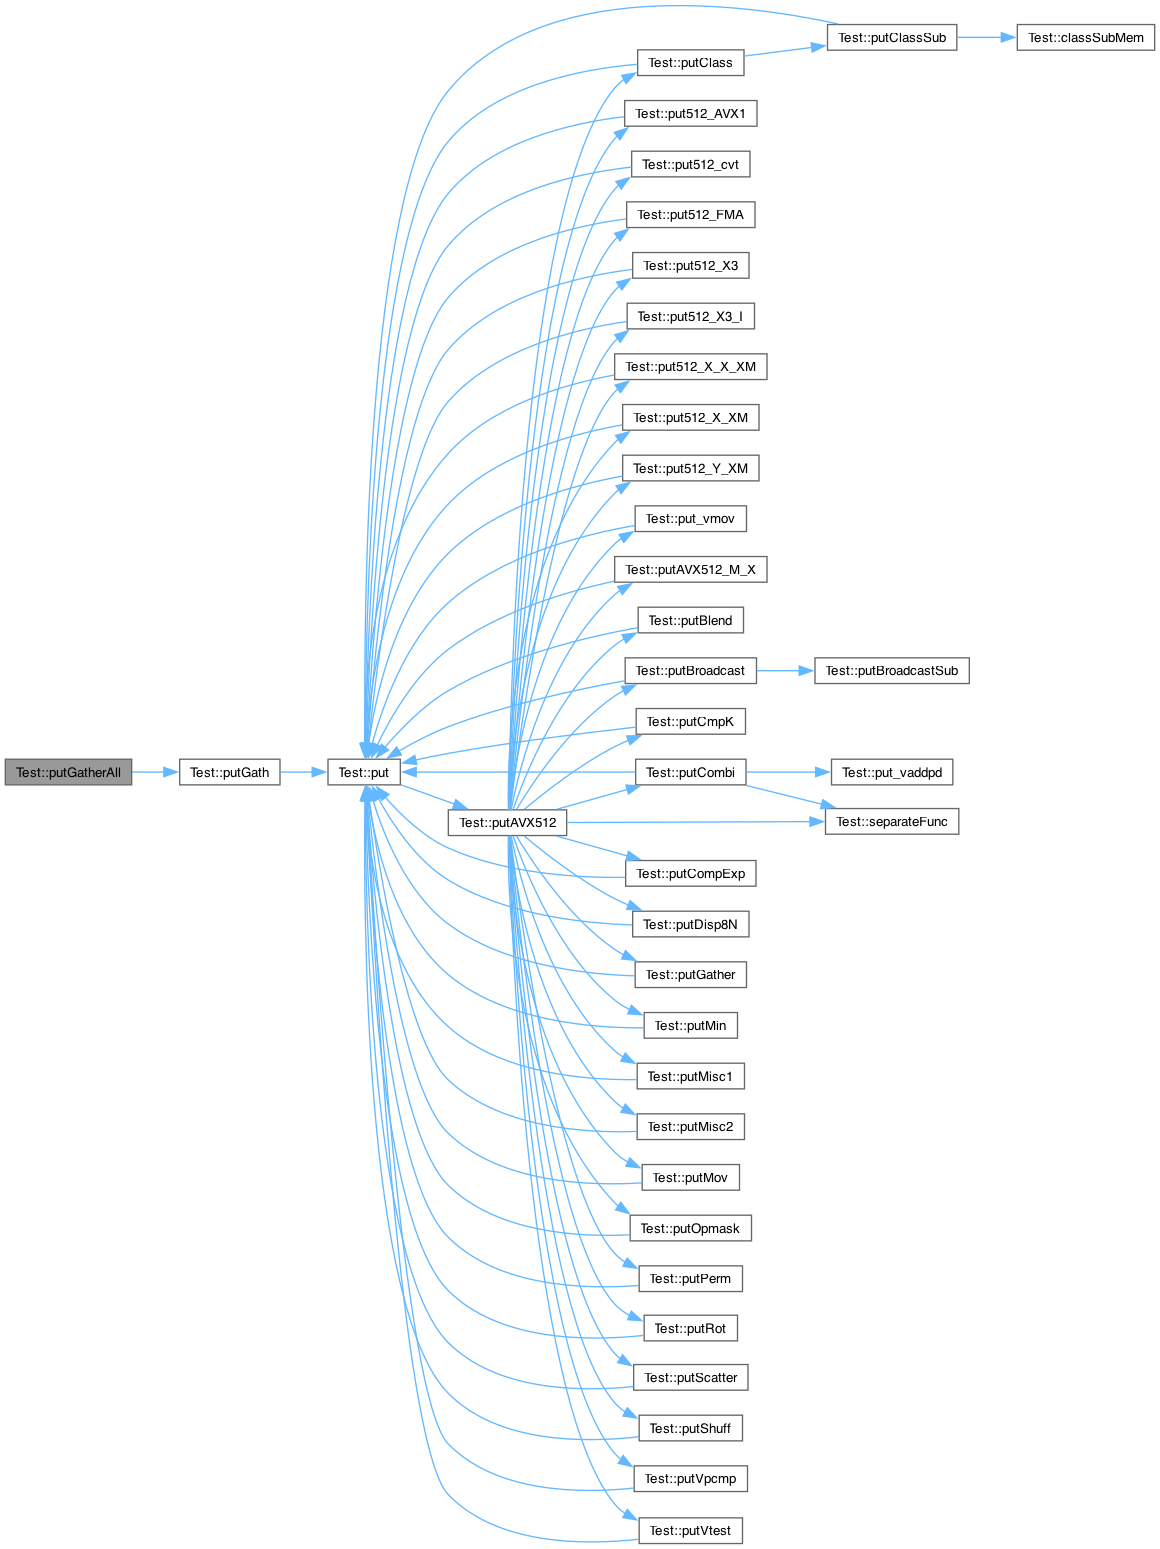 Test::putClassSub
Test::classSubMem
Test::putClass
Test::put512_AVX1
Test::put512_cvt
Test::put512_FMA
Test::put512_X3
Test::put512_X3_I
Test::put512_X_X_XM
Test::put512_X_XM
Test::put512_Y_XM
Test::put_vmov
Test::putAVX512_M_X
Test::putBlend
Test::putBroadcast
Test::putBroadcastSub
Test::putCmpK
Test::putGatherAll
Test::putGath
Test::put
Test::putCombi
Test::put_vaddpd
Test::putAVX512
Test::separateFunc
Test::putCompExp
Test::putDisp8N
Test::putGather
Test::putMin
Test::putMisc1
Test::putMisc2
Test::putMov
Test::putOpmask
Test::putPerm
Test::putRot
Test::putScatter
Test::putShuff
Test::putVpcmp
Test::putVtest